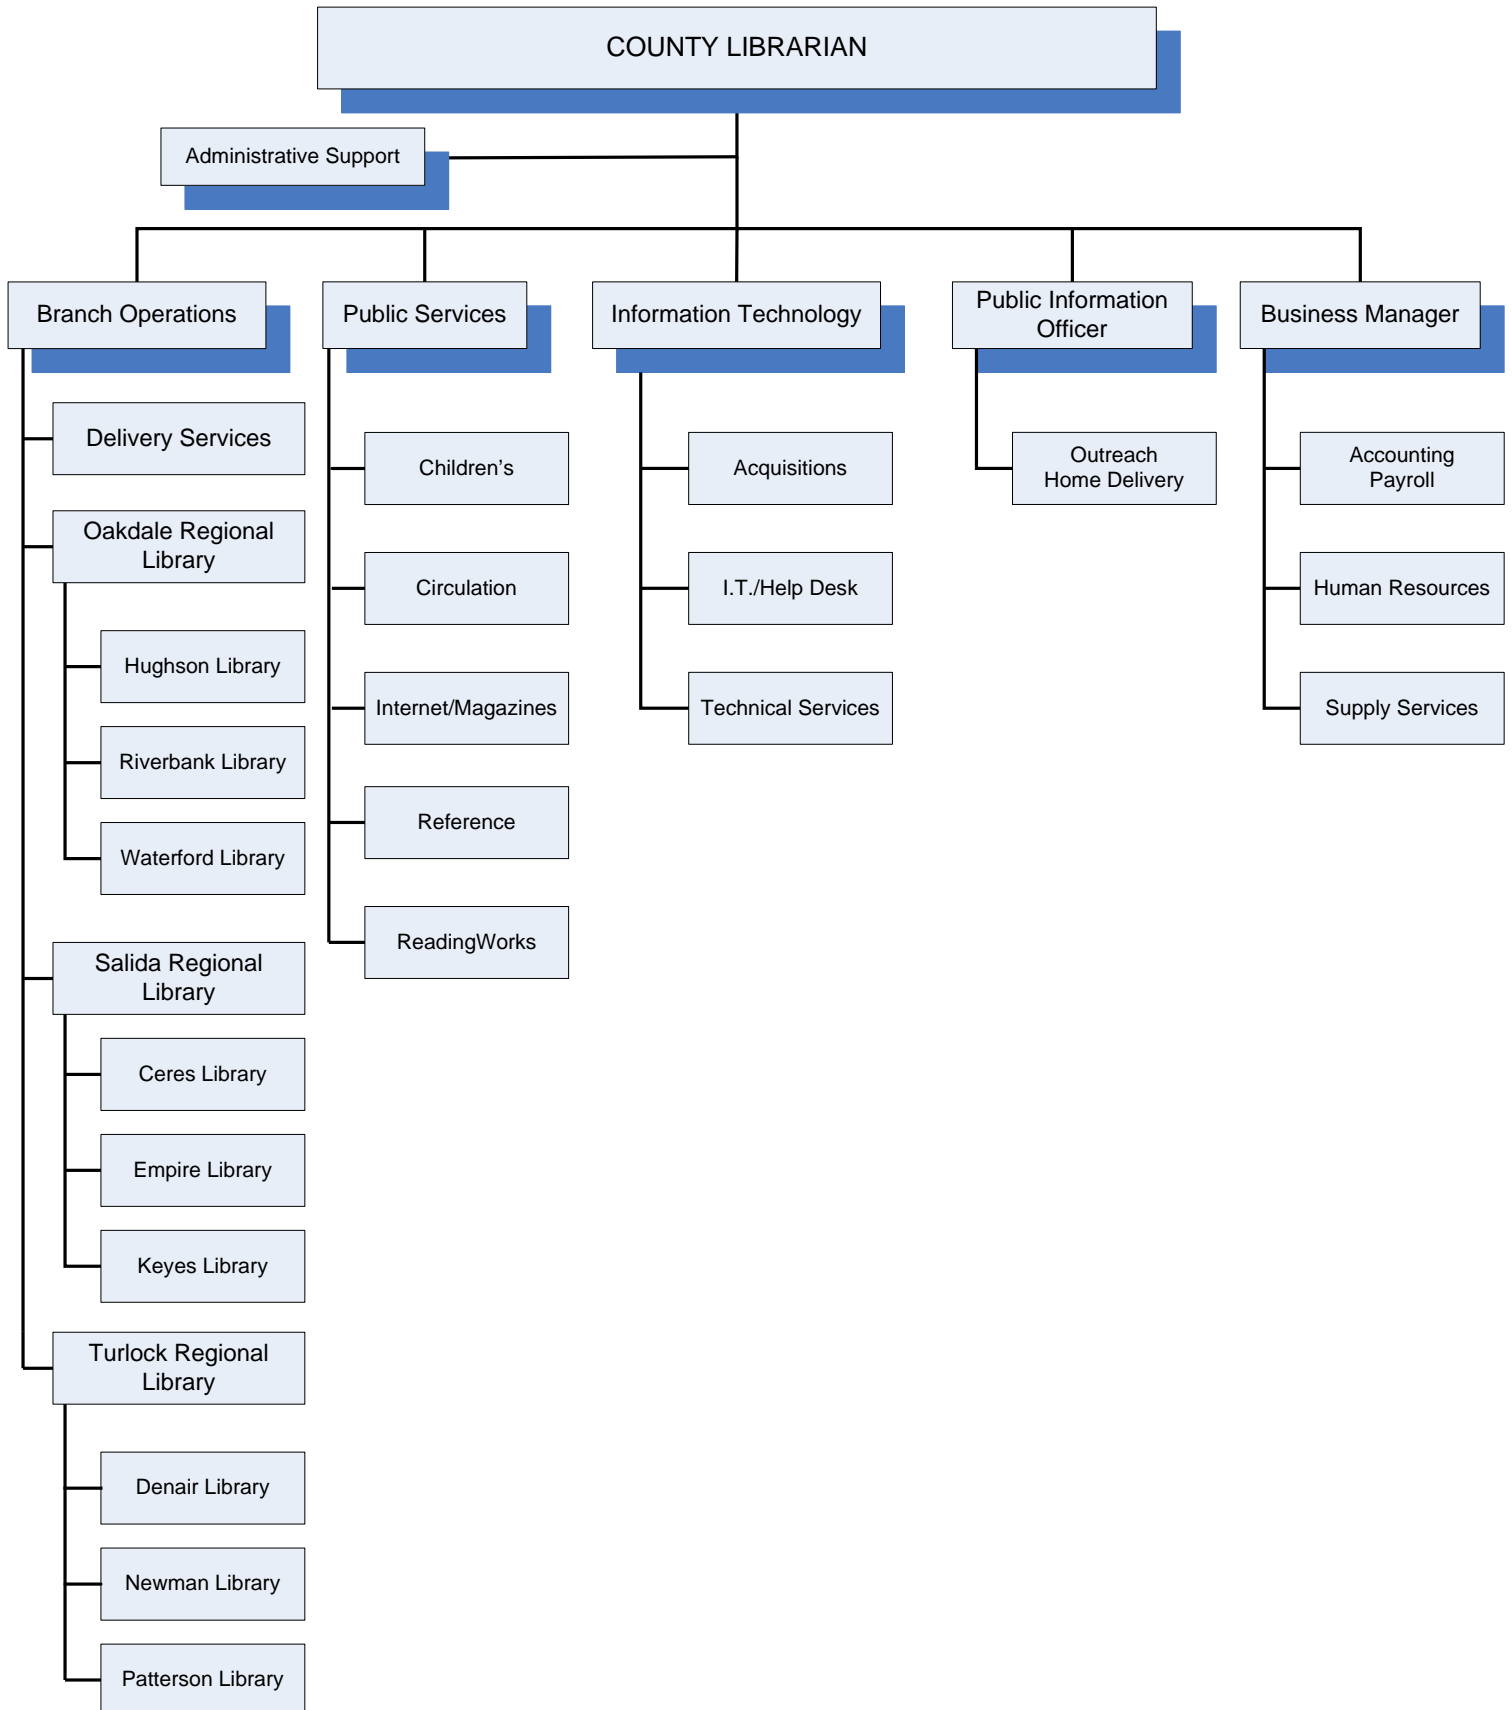 COUNTY LIBRARIAN
Administrative Support
Branch Operations
Delivery Services
Oakdale Regional
Library
Hughson Library
Riverbank Library
Waterford Library
Salida Regional
Library
Ceres Library
Empire Library
Keyes Library
Turlock Regional
Library
Denair Library
Newman Library
Patterson Library
Public Services
Children’s
Circulation
Internet/Magazines
Reference
ReadingWorks
Information Technology
Acquisitions
I.T./Help Desk
Technical Services
Public Information
Officer
Outreach
Home Delivery
Business Manager
Accounting
Payroll
Human Resources
Supply Services